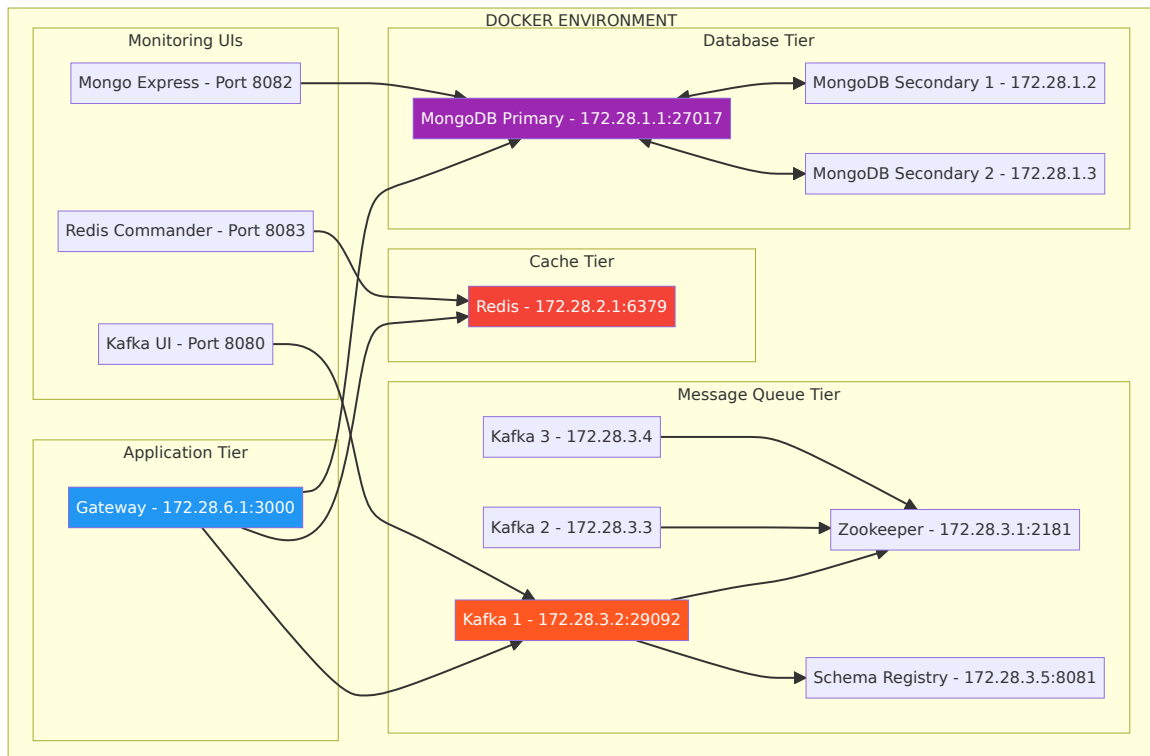 DOCKER ENVIRONMENT
Monitoring UIs
Mongo Express - Port 8082
Redis Commander - Port 8083
Kafka UI - Port 8080
Application Tier
Gateway - 172.28.6.1:3000
Database Tier
MongoDB Primary - 172.28.1.1:27017
MongoDB Secondary 1 - 172.28.1.2
MongoDB Secondary 2 - 172.28.1.3
Cache Tier
Redis - 172.28.2.1:6379
Message Queue Tier
Kafka 3 - 172.28.3.4
Kafka 2 - 172.28.3.3
Kafka 1 - 172.28.3.2:29092
Zookeeper - 172.28.3.1:2181
Schema Registry - 172.28.3.5:8081